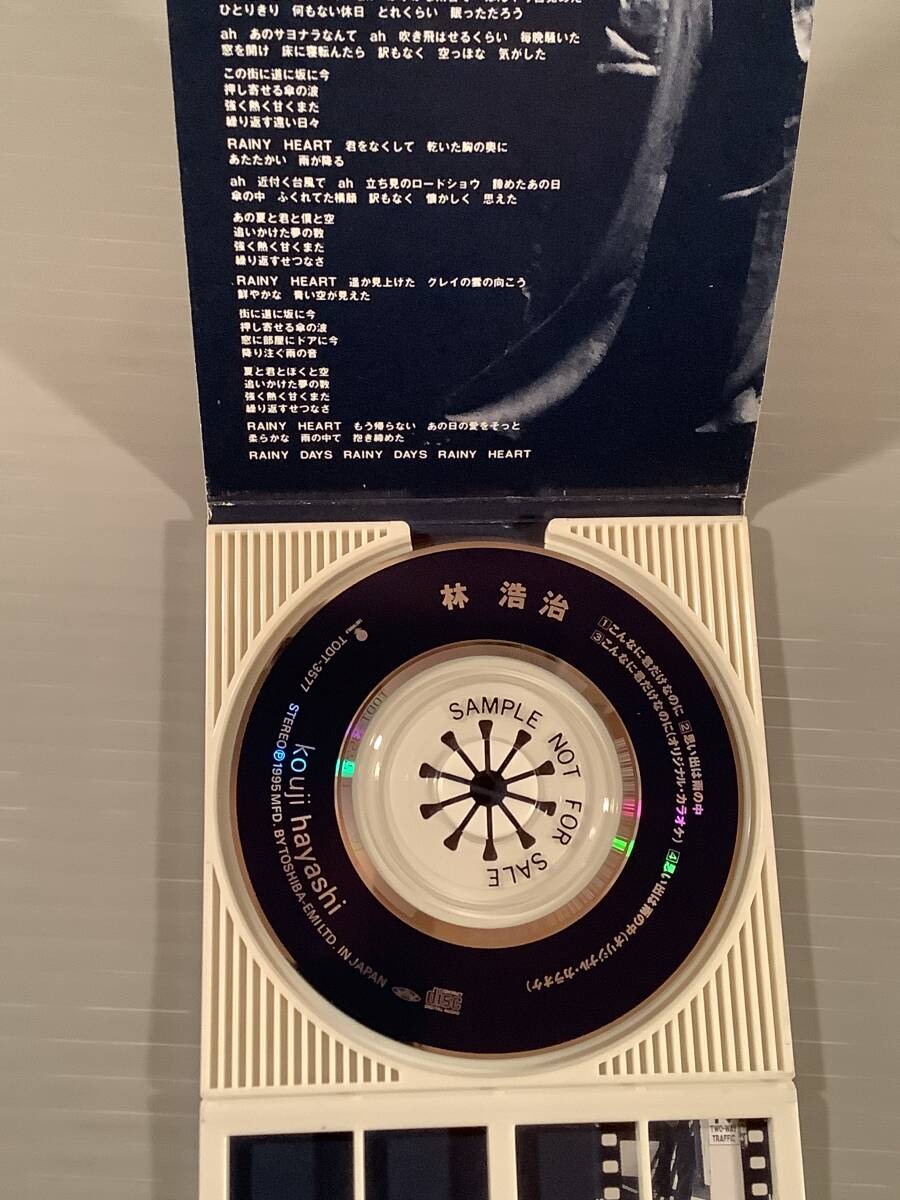 ひとりきり 何もない休日 とれくらい 眠っただろう
ah あのサヨナラなんて ah 吹き飛はせるくらい 毎晩騒いた
窓を開け 床に寝転んたら 訳もなく 空っほな 気がした
この街に道に坂に今
押し寄せる傘の波
強く熱く甘くまた
繰り返す遠い日々
RAINY HEART 君をなくして 乾いた胸の奥に
あたたかい 雨が降る
ah 近付く台風て ah 立ち見のロードショウ 諦めたあの日
傘の中 ふくれてた横顔 訳もなく 懐かしく 思えた
あの夏と君と僕と空
追いかけた夢の数
強く熱く甘くまた
繰り返すせつなさ
RAINY HEART 遥か見上けた クレイの雲の向こう
鮮やかな 青い空が見えた
街に道に坂に今
押し寄せる傘の波
窓に部屋にドアに今
降り注ぐ雨の音
夏と君とほくと空
追いかけた夢の数
強く熱く甘くまた
繰り返すせつなさ
RAINY HEART もう帰らない あの日の愛をそっと
柔らかな 雨の中て 抱き締めた
RAINY DAYS RAINY DAYS RAINY HEART
林 浩治
1こんなに君だけなのに 2思い出は雨の中
3こんなに君だけなのに(オリジナル・カラオケ) 4思い出は雨の中(オリジナル・カラオケ)
TODT-3577
STEREO Ⓟ1995 MFD. BY TOSHIBA-EMI LTD. IN JAPAN
kouji hayashi
SAMPLE NOT FOR SALE
disc
DIGITAL AUDIO
TWO-WAY
TRAFFIC